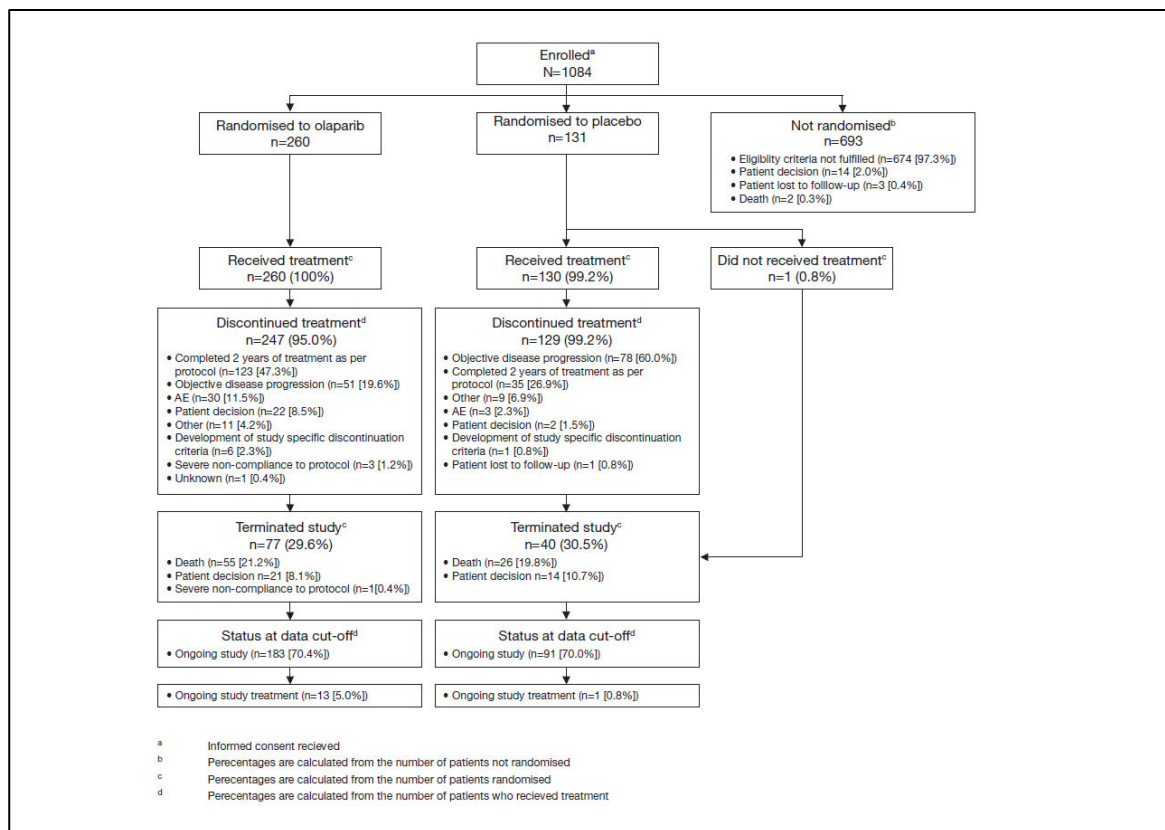 Enrolledᵃ
N=1084
Randomised to olaparib
n=260
Randomised to placebo
n=131
Not randomisedᵇ
n=693
• Eligiblity criteria not fulfilled (n=674 [97.3%])
• Patient decision (n=14 [2.0%])
• Patient lost to folllow-up (n=3 [0.4%])
• Death (n=2 [0.3%])
Received treatmentᶜ
n=260 (100%)
Received treatmentᶜ
n=130 (99.2%)
Did not received treatmentᶜ
n=1 (0.8%)
Discontinued treatmentᵈ
n=247 (95.0%)
• Completed 2 years of treatment as per
protocol (n=123 [47.3%])
• Objective disease progression (n=51 [19.6%])
• AE (n=30 [11.5%])
• Patient decision (n=22 [8.5%])
• Other (n=11 [4.2%])
• Development of study specific discontinuation
criteria (n=6 [2.3%])
• Severe non-compliance to protocol (n=3 [1.2%])
• Unknown (n=1 [0.4%])
Discontinued treatmentᵈ
n=129 (99.2%)
• Objective disease progression (n=78 [60.0%])
• Completed 2 years of treatment as per
protocol (n=35 [26.9%])
• Other (n=9 [6.9%])
• AE (n=3 [2.3%])
• Patient decision (n=2 [1.5%])
• Development of study specific discontinuation
criteria (n=1 [0.8%])
• Patient lost to follow-up (n=1 [0.8%])
Terminated studyᶜ
n=77 (29.6%)
• Death (n=55 [21.2%])
• Patient decision n=21 [8.1%])
• Severe non-compliance to protocol (n=1[0.4%])
Terminated studyᶜ
n=40 (30.5%)
• Death (n=26 [19.8%])
• Patient decision n=14 [10.7%])
Status at data cut-offᵈ
• Ongoing study (n=183 [70.4%])
Status at data cut-offᵈ
• Ongoing study (n=91 [70.0%])
• Ongoing study treatment (n=13 [5.0%])
• Ongoing study treatment (n=1 [0.8%])
a Informed consent recieved
b Perecentages are calculated from the number of patients not randomised
c Perecentages are calculated from the number of patients randomised
d Perecentages are calculated from the number of patients who recieved treatment